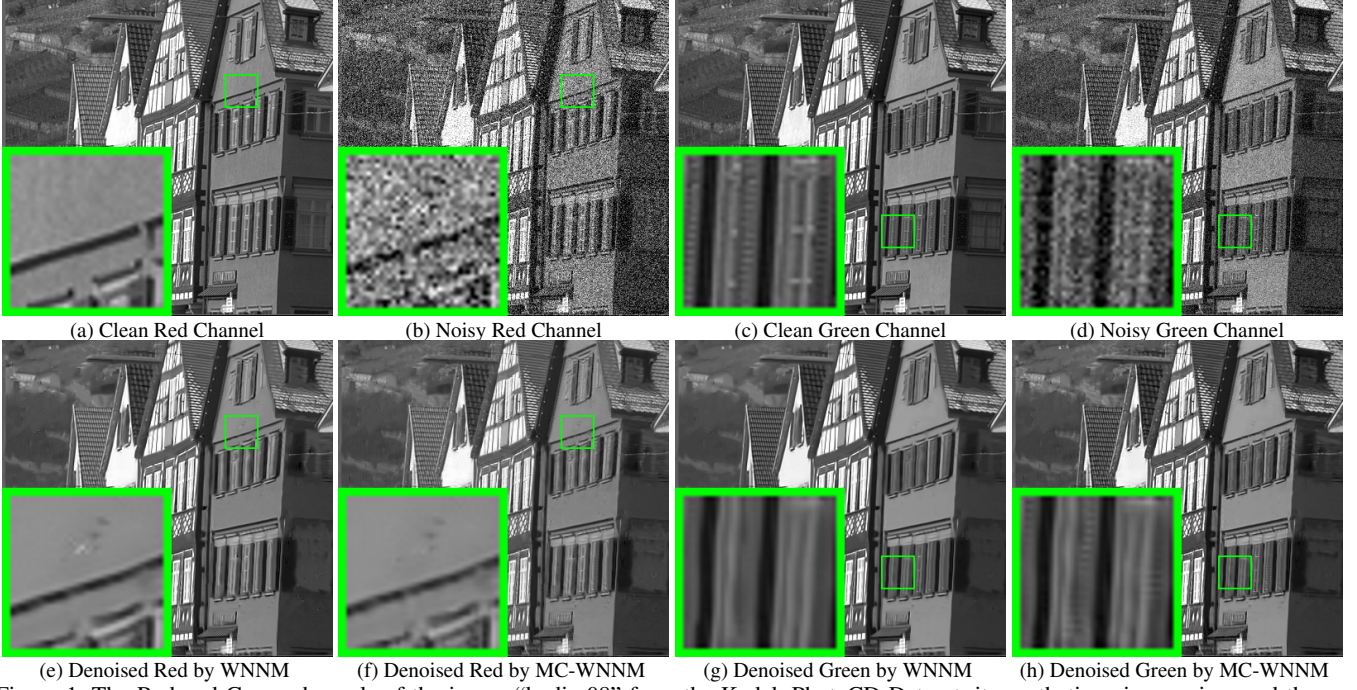 (a) Clean Red Channel
(b) Noisy Red Channel
(c) Clean Green Channel
(d) Noisy Green Channel
(e) Denoised Red by WNNM
(f) Denoised Red by MC-WNNM
(g) Denoised Green by WNNM
(h) Denoised Green by MC-WNNM